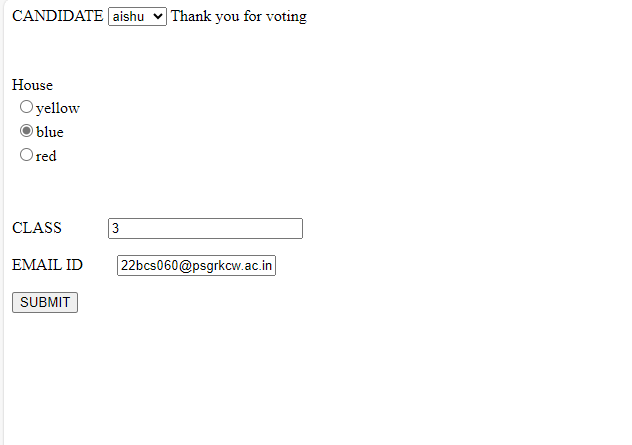 CANDIDATE aishu Thank you for voting
House
yellow
blue
red
CLASS 3
EMAIL ID 22bcs060@psgrkcw.ac.in
SUBMIT